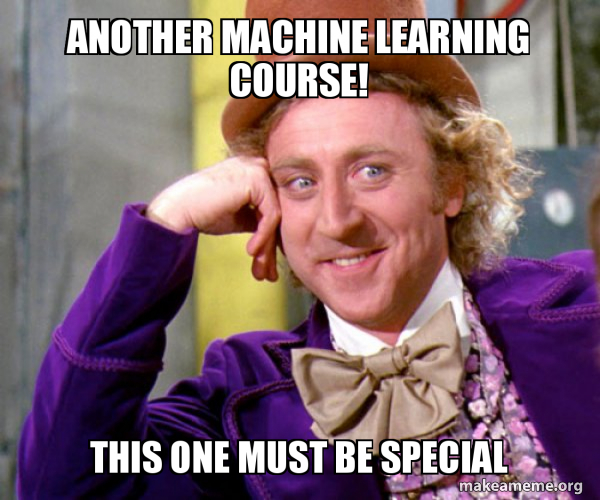 ANOTHER MACHINE LEARNING
COURSE!
THIS ONE MUST BE SPECIAL
makeameme.org